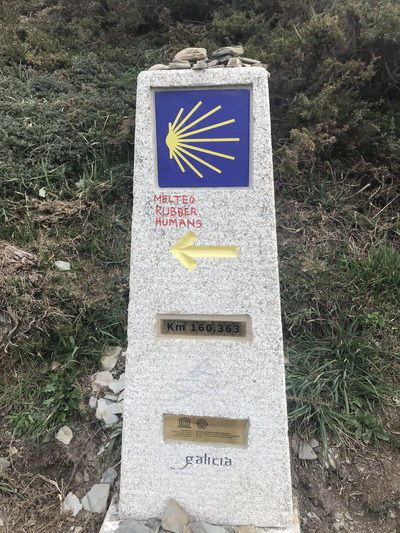 MELTED
RUBBER
HUMANS
Km 160,363
galicia